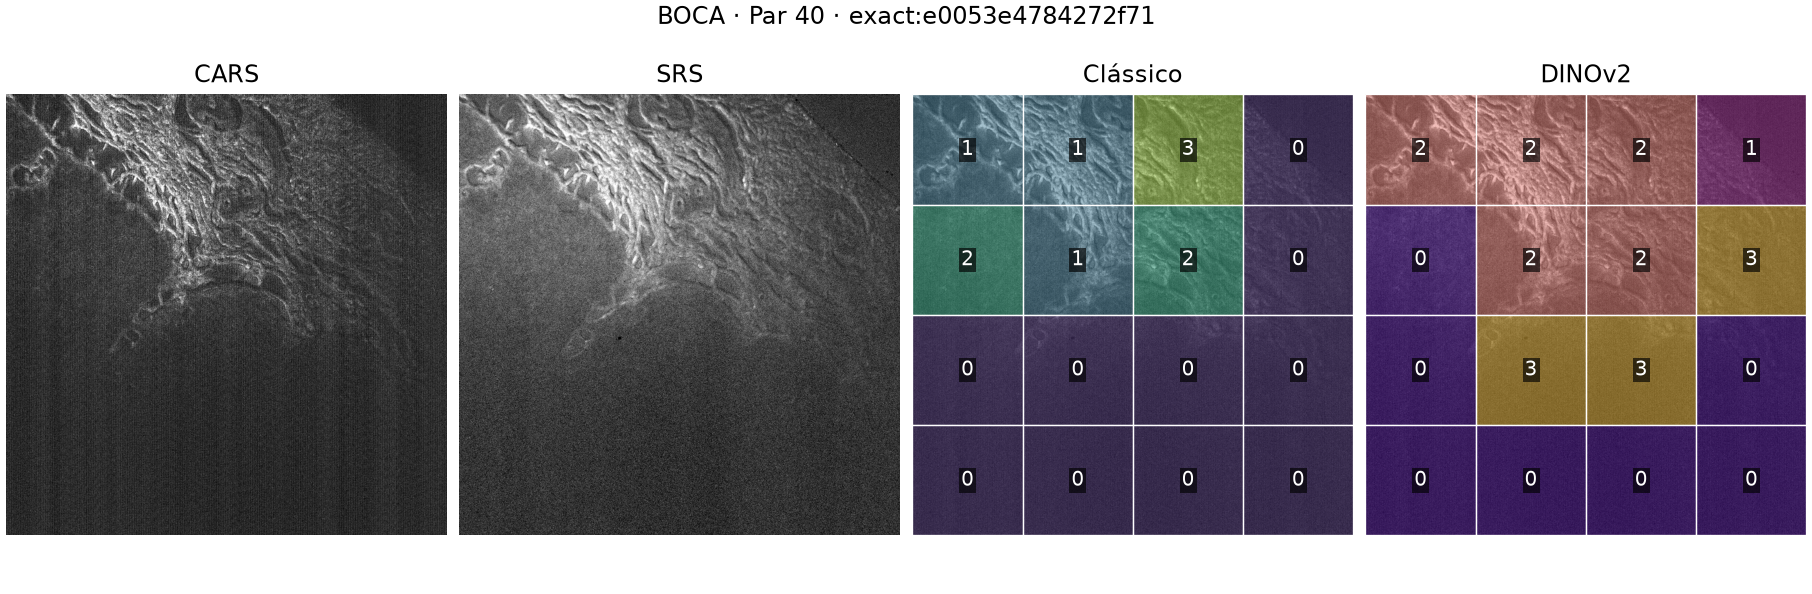 BOCA · Par 40 · exact:e0053e4784272f71
CARS SRS Clássico DINOv2
1 1 3 0 2 2 2 1
2 1 2 0 0 2 2 3
0 0 0 0 0 3 3 0
0 0 0 0 0 0 0 0